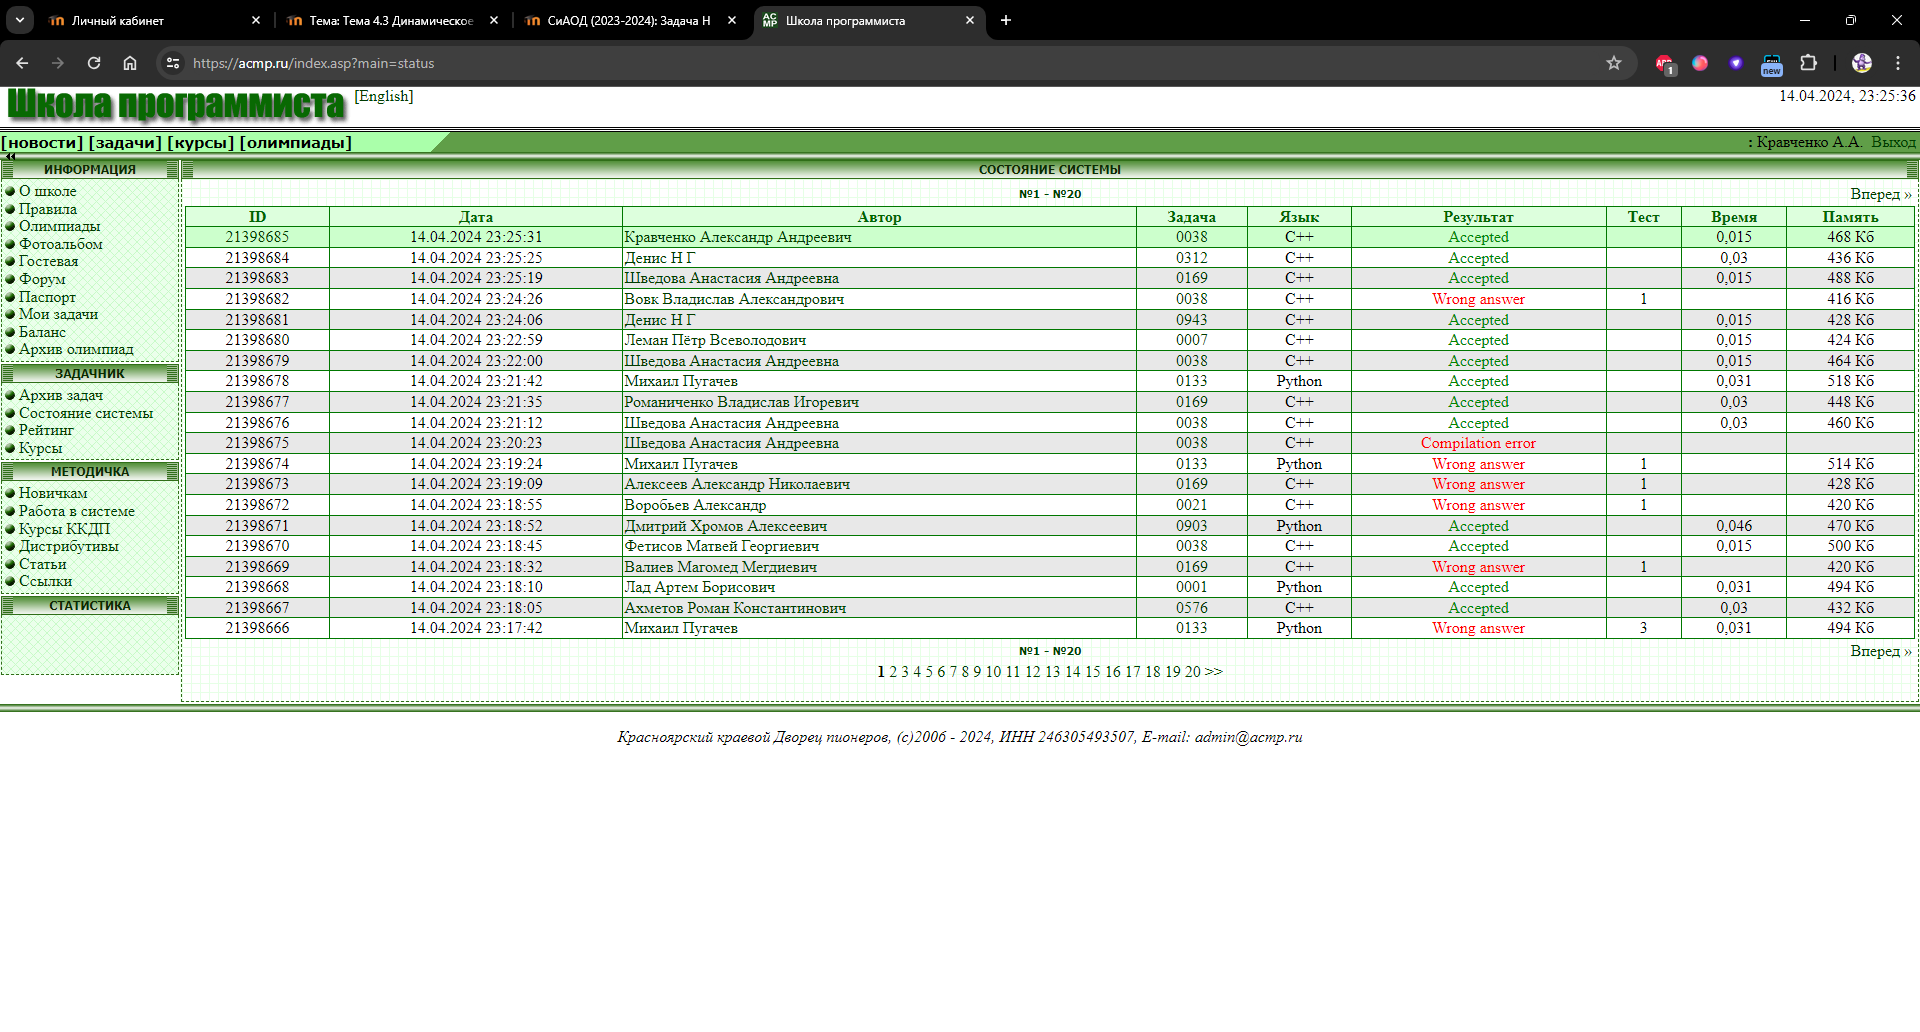 Личный кабинет
Тема: Тема 4.3 Динамическое
СиАОД (2023-2024): Задача Н
Школа программиста
https://acmp.ru/index.asp?main=status
1
new
Школа программиста [English] 14.04.2024, 23:25:36
[новости] [задачи] [курсы] [олимпиады] : Кравченко А.А. Выход
ИНФОРМАЦИЯ
О школе
Правила
Олимпиады
Фотоальбом
Гостевая
Форум
Паспорт
Мои задачи
Баланс
Архив олимпиад
ЗАДАЧНИК
Архив задач
Состояние системы
Рейтинг
Курсы
МЕТОДИЧКА
Новичкам
Работа в системе
Курсы ККДП
Дистрибутивы
Статьи
Ссылки
СТАТИСТИКА
СОСТОЯНИЕ СИСТЕМЫ
№1 - №20 Вперед »
ID Дата Автор Задача Язык Результат Тест Время Память
21398685 14.04.2024 23:25:31 Кравченко Александр Андреевич 0038 C++ Accepted 0,015 468 Кб
21398684 14.04.2024 23:25:25 Денис Н Г 0312 C++ Accepted 0,03 436 Кб
21398683 14.04.2024 23:25:19 Шведова Анастасия Андреевна 0169 C++ Accepted 0,015 488 Кб
21398682 14.04.2024 23:24:26 Вовк Владислав Александрович 0038 C++ Wrong answer 1 416 Кб
21398681 14.04.2024 23:24:06 Денис Н Г 0943 C++ Accepted 0,015 428 Кб
21398680 14.04.2024 23:22:59 Леман Пётр Всеволодович 0007 C++ Accepted 0,015 424 Кб
21398679 14.04.2024 23:22:00 Шведова Анастасия Андреевна 0038 C++ Accepted 0,015 464 Кб
21398678 14.04.2024 23:21:42 Михаил Пугачев 0133 Python Accepted 0,031 518 Кб
21398677 14.04.2024 23:21:35 Романиченко Владислав Игоревич 0169 C++ Accepted 0,03 448 Кб
21398676 14.04.2024 23:21:12 Шведова Анастасия Андреевна 0038 C++ Accepted 0,03 460 Кб
21398675 14.04.2024 23:20:23 Шведова Анастасия Андреевна 0038 C++ Compilation error
21398674 14.04.2024 23:19:24 Михаил Пугачев 0133 Python Wrong answer 1 514 Кб
21398673 14.04.2024 23:19:09 Алексеев Александр Николаевич 0169 C++ Wrong answer 1 428 Кб
21398672 14.04.2024 23:18:55 Воробьев Александр 0021 C++ Wrong answer 1 420 Кб
21398671 14.04.2024 23:18:52 Дмитрий Хромов Алексеевич 0903 Python Accepted 0,046 470 Кб
21398670 14.04.2024 23:18:45 Фетисов Матвей Георгиевич 0038 C++ Accepted 0,015 500 Кб
21398669 14.04.2024 23:18:32 Валиев Магомед Мегдиевич 0169 C++ Wrong answer 1 420 Кб
21398668 14.04.2024 23:18:10 Лад Артем Борисович 0001 Python Accepted 0,031 494 Кб
21398667 14.04.2024 23:18:05 Ахметов Роман Константинович 0576 C++ Accepted 0,03 432 Кб
21398666 14.04.2024 23:17:42 Михаил Пугачев 0133 Python Wrong answer 3 0,031 494 Кб
№1 - №20 Вперед »
1 2 3 4 5 6 7 8 9 10 11 12 13 14 15 16 17 18 19 20 >>
Красноярский краевой Дворец пионеров, (c)2006 - 2024, ИНН 246305493507, E-mail: admin@acmp.ru